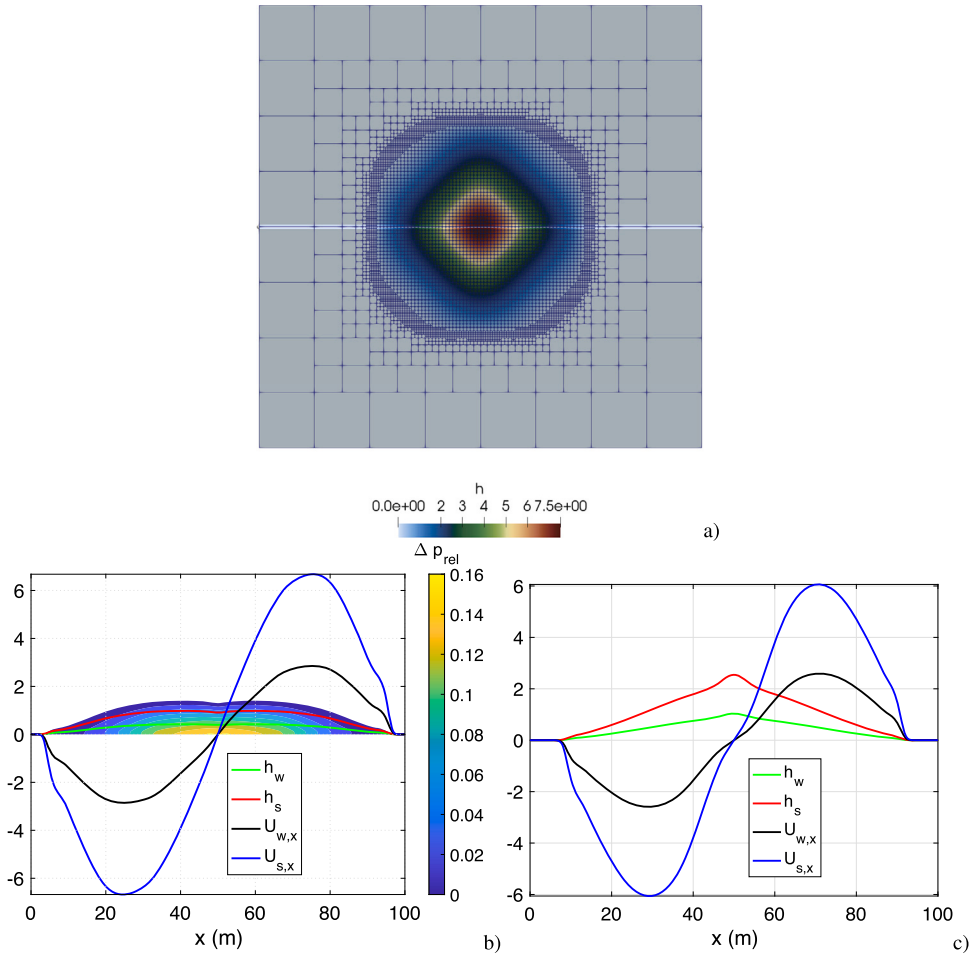 h
0.0e+00 2 3 4 5 6 7.5e+00
a)
Δ p_rel
6
4
2
0
-2
-4
-6
0 20 40 60 80 100
x (m)
h_w
h_s
U_w,x
U_s,x
0.16
0.14
0.12
0.1
0.08
0.06
0.04
0.02
0
b)
6
4
2
0
-2
-4
-6
0 20 40 60 80 100
x (m)
h_w
h_s
U_w,x
U_s,x
c)